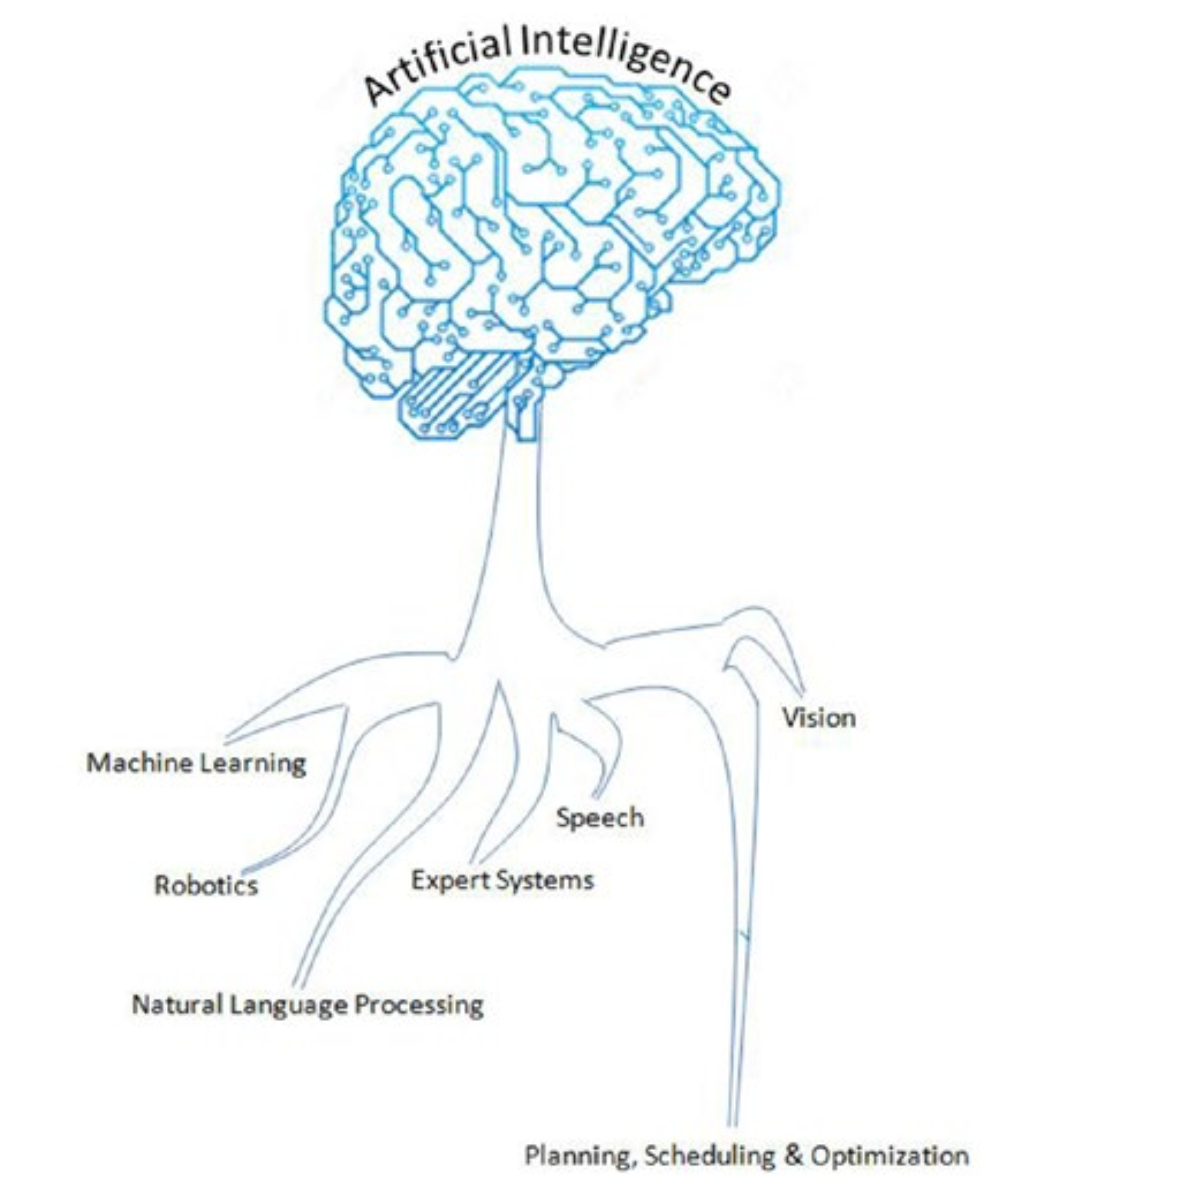 Artificial Intelligence
Vision
Machine Learning
Speech
Robotics
Expert Systems
Natural Language Processing
Planning, Scheduling & Optimization